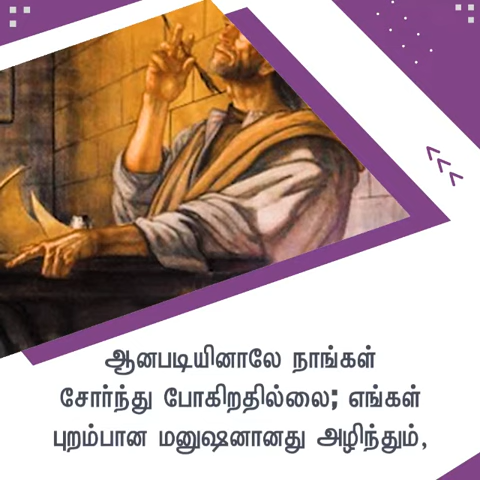 ஆனபடியினாலே நாங்கள்
சோர்ந்து போகிறதில்லை; எங்கள்
புறம்பான மனுஷனானது அழிந்தும்,